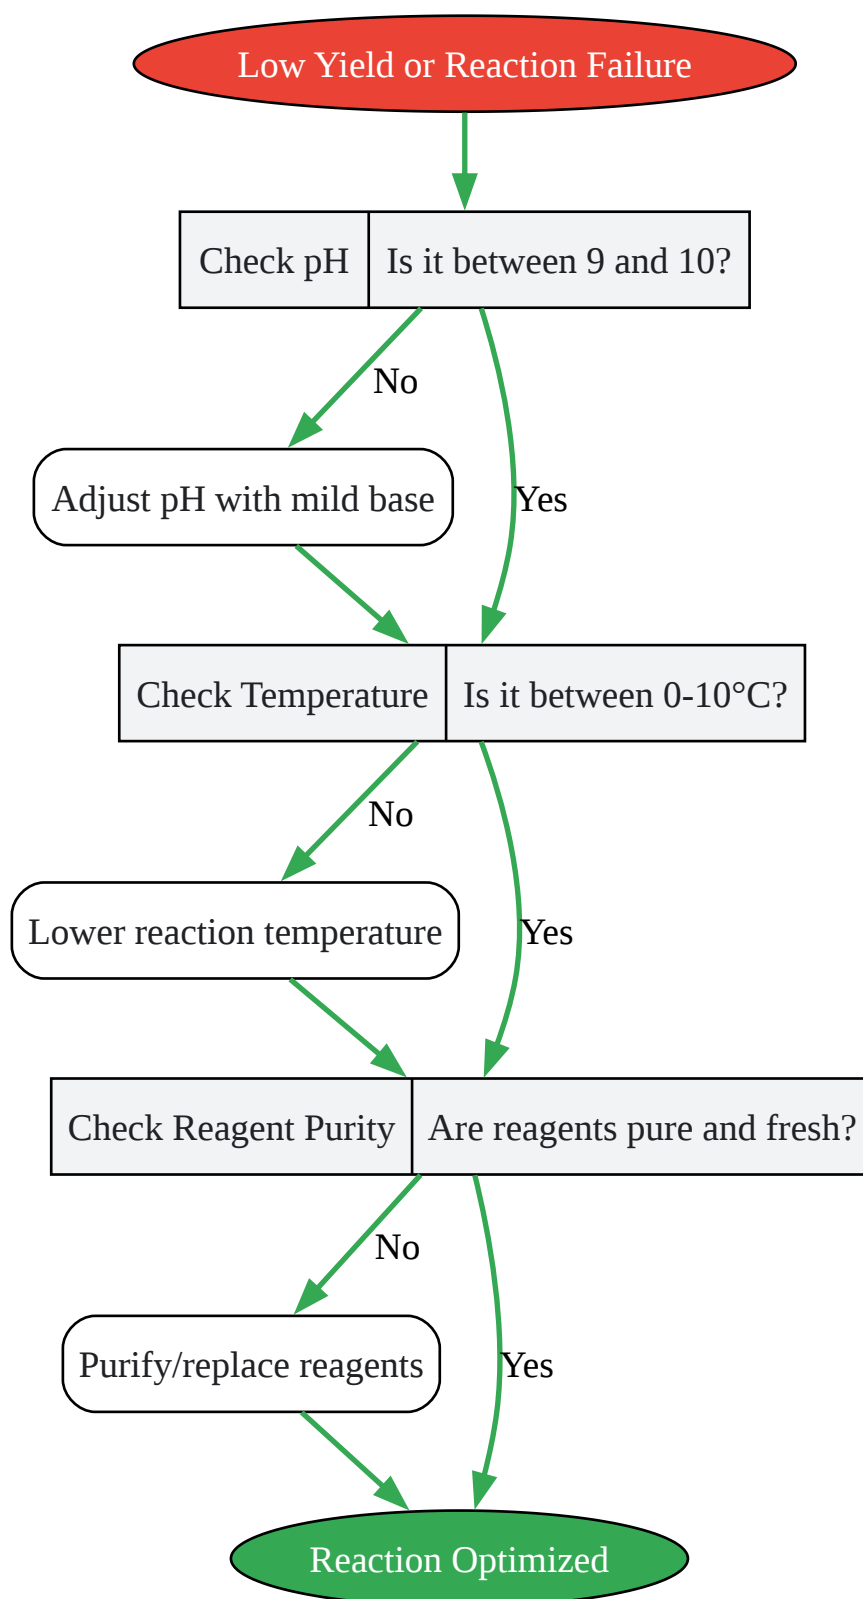 Low Yield or Reaction Failure
Check pH
Is it between 9 and 10?
No
Adjust pH with mild base
Yes
Check Temperature
Is it between 0-10°C?
No
Lower reaction temperature
Yes
Check Reagent Purity
Are reagents pure and fresh?
No
Purify/replace reagents
Yes
Reaction Optimized